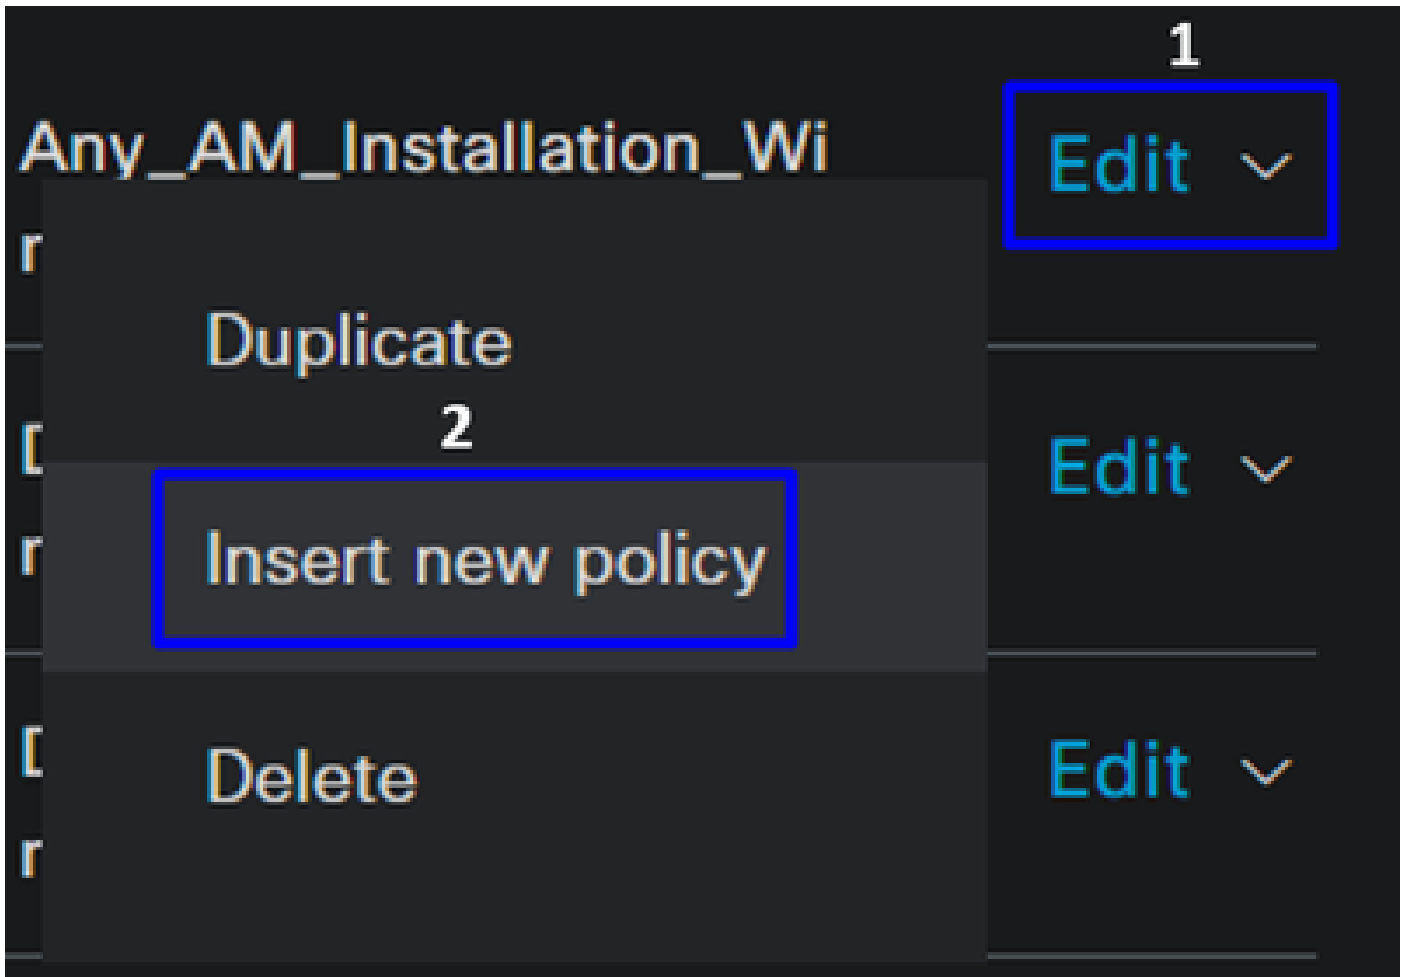 1
Any_AM_Installation_Wi Edit
r
Duplicate
2
Edit
Insert new policy
r
Edit
Delete
r